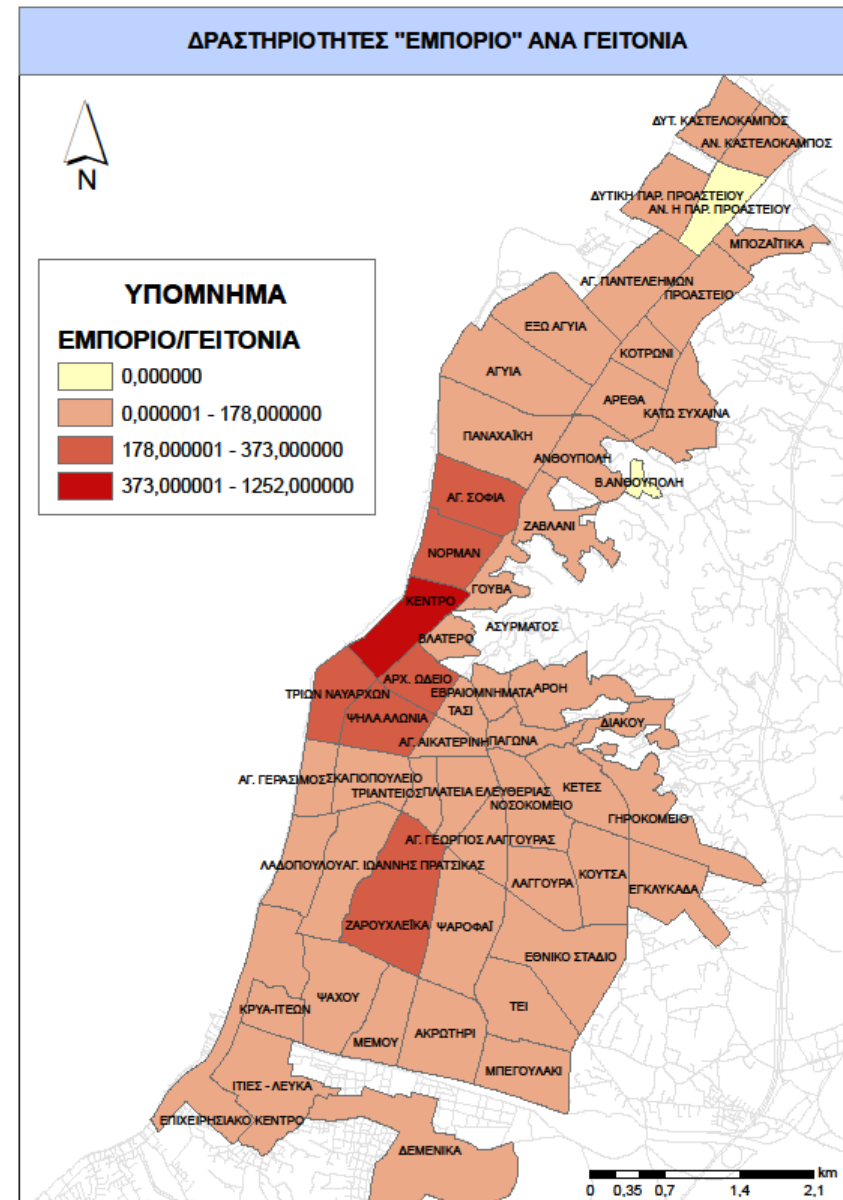 ΔΡΑΣΤΗΡΙΟΤΗΤΕΣ "ΕΜΠΟΡΙΟ" ΑΝΑ ΓΕΙΤΟΝΙΑ
N
ΥΠΟΜΝΗΜΑ
ΕΜΠΟΡΙΟ/ΓΕΙΤΟΝΙΑ
0,000000
0,000001 - 178,000000
178,000001 - 373,000000
373,000001 - 1252,000000
ΔΥΤ. ΚΑΣΤΕΛΟΚΑΜΠΟΣ
ΑΝ. ΚΑΣΤΕΛΟΚΑΜΠΟΣ
ΔΥΤΙΚΗ ΠΑΡ. ΠΡΟΑΣΤΕΙΟΥ
ΑΝ. Η ΠΑΡ. ΠΡΟΑΣΤΕΙΟΥ
ΜΠΟΖΑΪΤΙΚΑ
ΑΓ. ΠΑΝΤΕΛΕΗΜΩΝ
ΠΡΟΑΣΤΕΙΟ
ΕΞΩ ΑΓΥΙΑ
ΚΟΤΡΩΝΙ
ΑΓΥΙΑ
ΑΡΕΘΑ
ΚΑΤΩ ΣΥΧΑΙΝΑ
ΠΑΝΑΧΑΪΚΗ
ΑΝΘΟΥΠΟΛΗ
Β.ΑΝΘΟΥΠΟΛΗ
ΑΓ. ΣΟΦΙΑ
ΖΑΒΛΑΝΙ
ΝΟΡΜΑΝ
ΓΟΥΒΑ
ΚΕΝΤΡΟ
ΑΣΥΡΜΑΤΟΣ
ΒΛΑΤΕΡΟ
ΑΡΧ. ΩΔΕΙΟ
ΤΡΙΩΝ ΝΑΥΑΡΧΩΝ
ΕΒΡΑΙΟΜΝΗΜΑΤΑ
ΑΡΟΗ
ΤΑΣΙ
ΨΗΛΑ ΑΛΩΝΙΑ
ΔΙΑΚΟΥ
ΑΓ. ΑΙΚΑΤΕΡΙΝΗ
ΠΑΓΩΝΑ
ΑΓ. ΓΕΡΑΣΙΜΟΣ
ΣΚΑΓΙΟΠΟΥΛΕΙΟ
ΤΡΙΑΝΤΕΙΟΣ
ΠΛΑΤΕΙΑ ΕΛΕΥΘΕΡΙΑΣ
ΚΕΤΕΣ
ΝΟΣΟΚΟΜΕΙΟ
ΓΗΡΟΚΟΜΕΙΟ
ΑΓ. ΓΕΩΡΓΙΟΣ ΛΑΓΓΟΥΡΑΣ
ΛΑΔΟΠΟΥΛΟΥ
ΑΓ. ΙΩΑΝΝΗΣ ΠΡΑΤΣΙΚΑΣ
ΚΟΥΤΣΑ
ΛΑΓΓΟΥΡΑ
ΕΓΚΛΥΚΑΔΑ
ΖΑΡΟΥΧΛΕΪΚΑ
ΨΑΡΟΦΑΪ
ΕΘΝΙΚΟ ΣΤΑΔΙΟ
ΨΑΧΟΥ
ΚΡΥΑ-ΙΤΕΩΝ
ΤΕΙ
ΑΚΡΩΤΗΡΙ
ΜΕΜΟΥ
ΜΠΕΓΟΥΛΑΚΙ
ΙΤΙΕΣ - ΛΕΥΚΑ
ΕΠΙΧΕΙΡΗΣΙΑΚΟ ΚΕΝΤΡΟ
ΔΕΜΕΝΙΚΑ
km
0 0,35 0,7 1,4 2,1